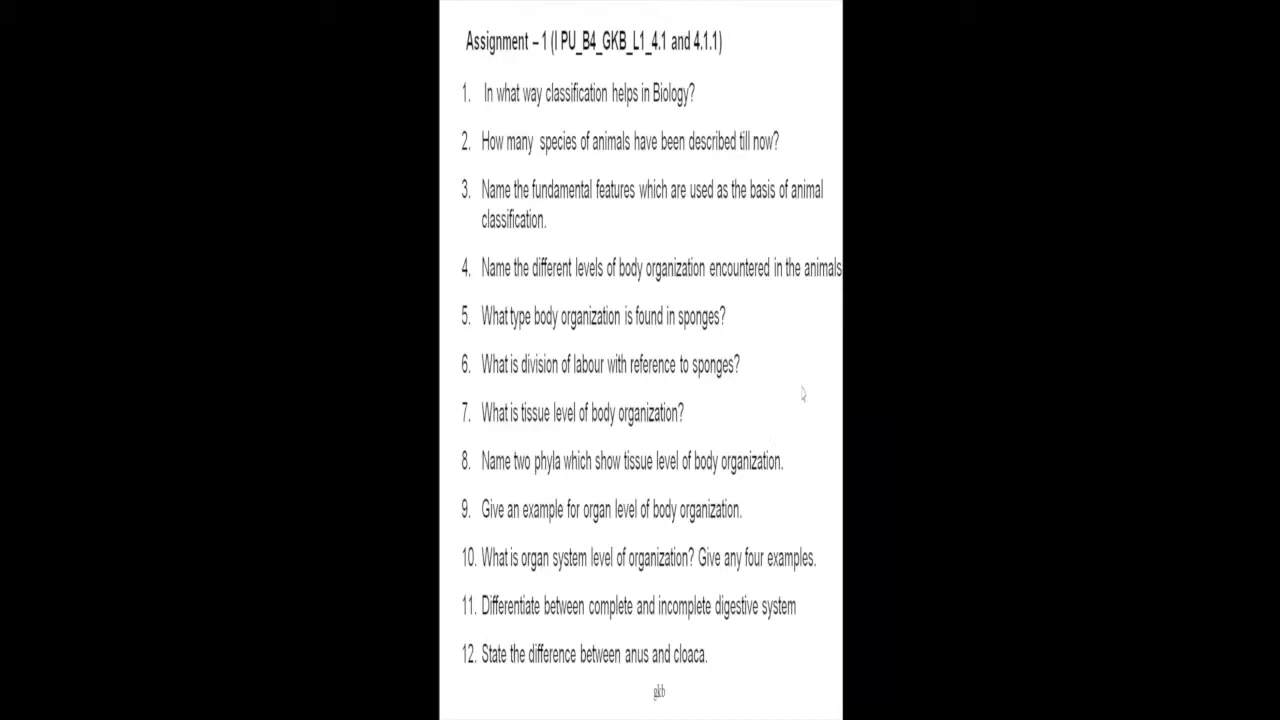 Assignment – 1 (I PU_B4_GKB_L1_4.1 and 4.1.1)
1. In what way classification helps in Biology?
2. How many species of animals have been described till now?
3. Name the fundamental features which are used as the basis of animal
classification.
4. Name the different levels of body organization encountered in the animals
5. What type body organization is found in sponges?
6. What is division of labour with reference to sponges?
7. What is tissue level of body organization?
8. Name two phyla which show tissue level of body organization.
9. Give an example for organ level of body organization.
10. What is organ system level of organization? Give any four examples.
11. Differentiate between complete and incomplete digestive system
12. State the difference between anus and cloaca.
gkb